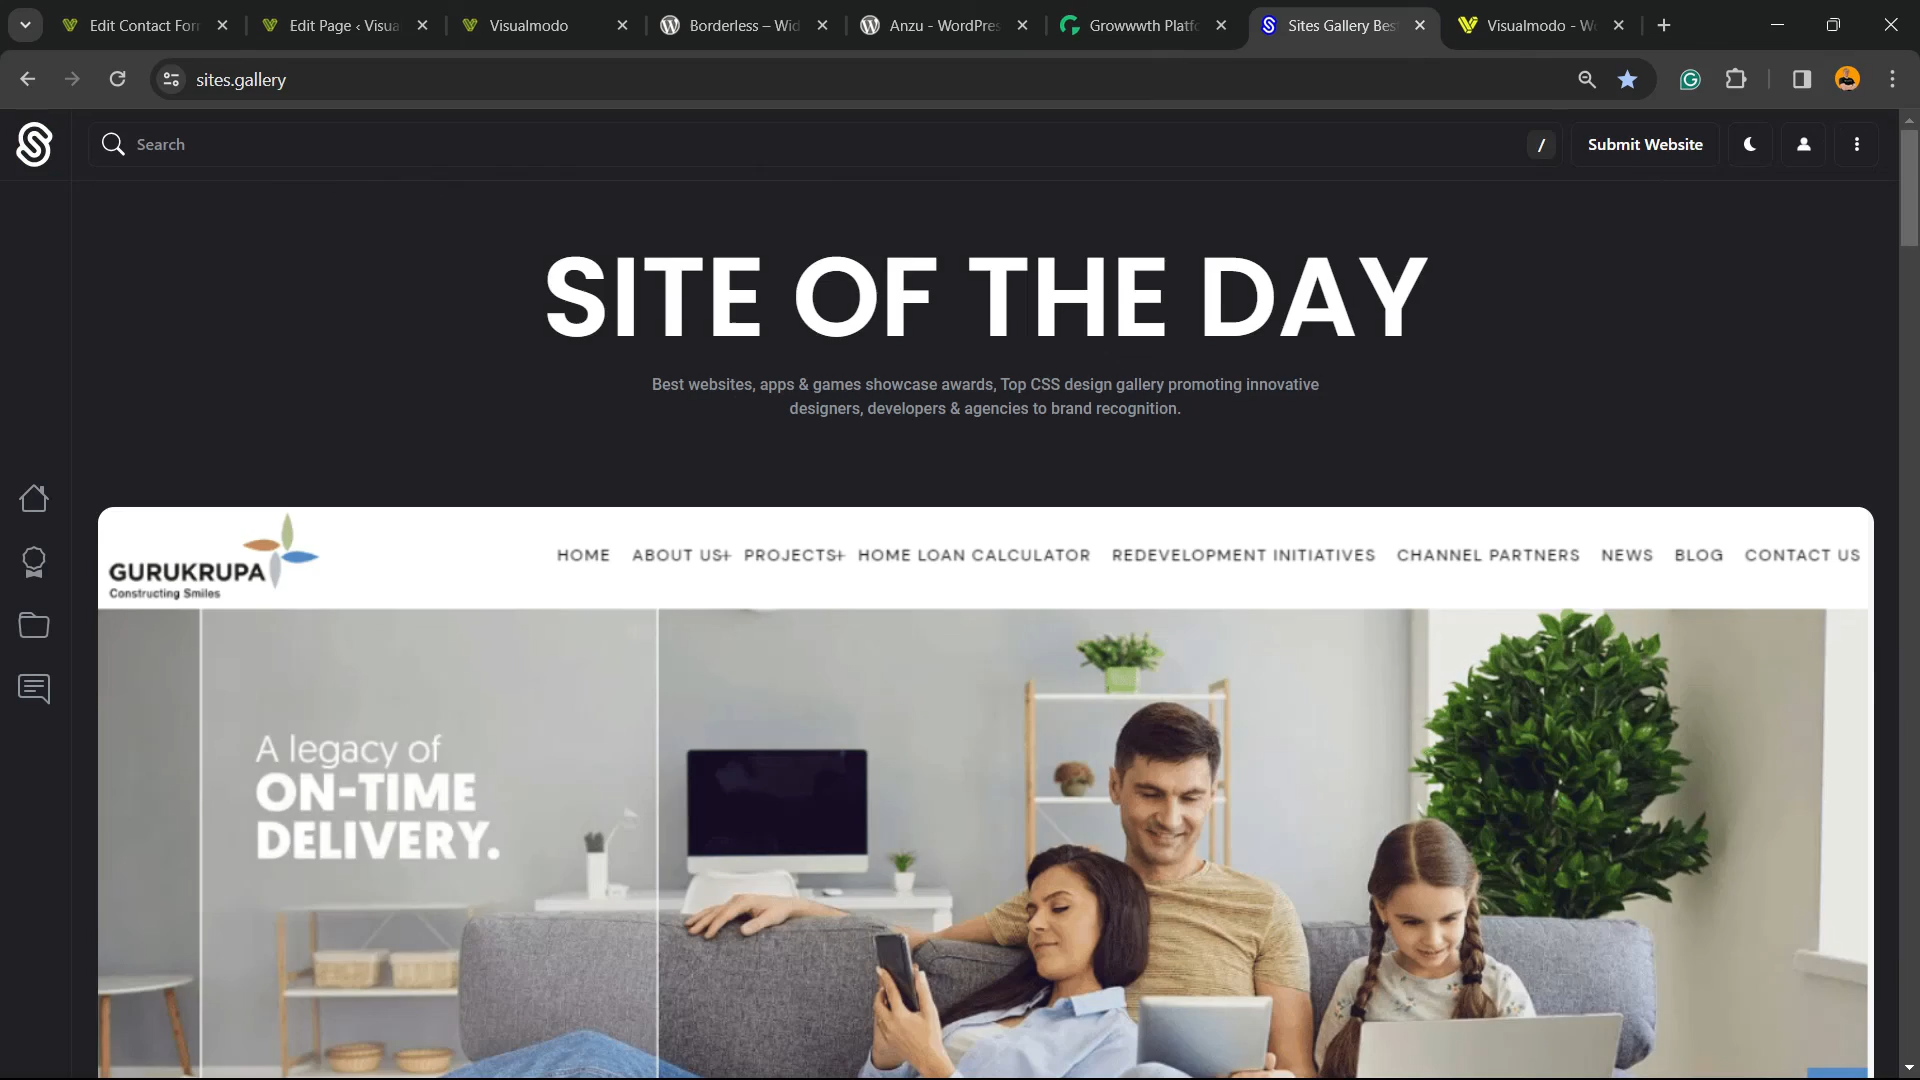 Edit Contact For
Edit Page ‹ Visua
Visualmodo
Borderless – Wid
Anzu - WordPres
Growwwth Platfo
Sites Gallery Bes
Visualmodo - Wo
sites.gallery
Search
/
Submit Website
SITE OF THE DAY
Best websites, apps & games showcase awards, Top CSS design gallery promoting innovative
designers, developers & agencies to brand recognition.
GURUKRUPA
Constructing Smiles
HOME ABOUT US+ PROJECTS+ HOME LOAN CALCULATOR REDEVELOPMENT INITIATIVES CHANNEL PARTNERS NEWS BLOG CONTACT US
A legacy of
ON-TIME
DELIVERY.